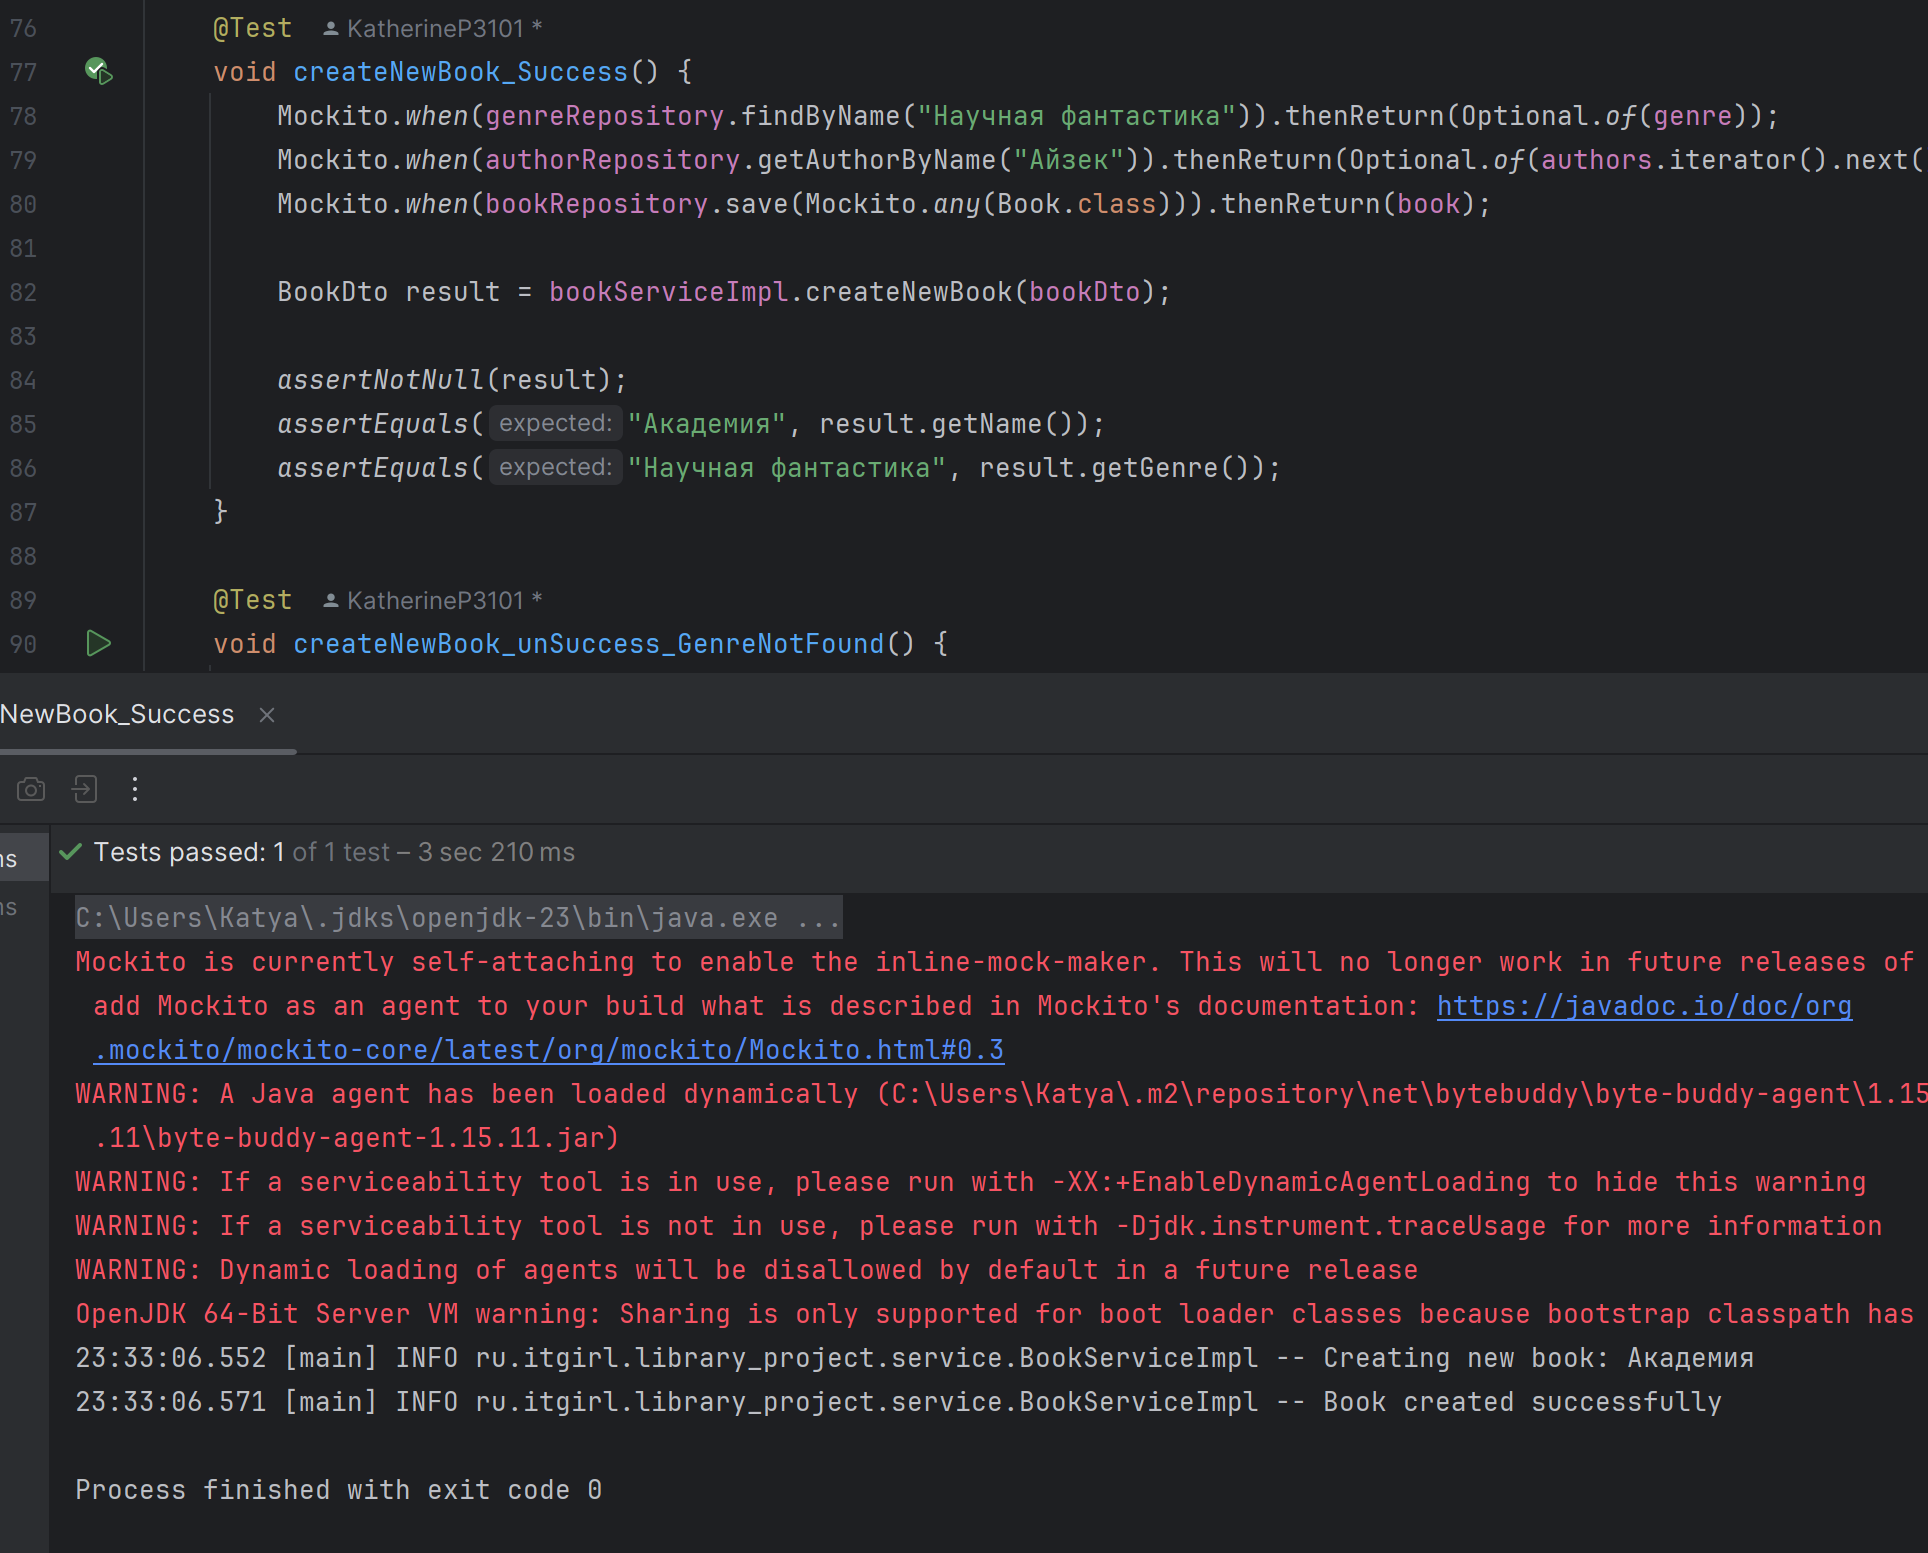 76 @Test KatherineP3101 *
77 void createNewBook_Success() {
78 Mockito.when(genreRepository.findByName("Научная фантастика")).thenReturn(Optional.of(genre));
79 Mockito.when(authorRepository.getAuthorByName("Айзек")).thenReturn(Optional.of(authors.iterator().next(
80 Mockito.when(bookRepository.save(Mockito.any(Book.class))).thenReturn(book);
81
82 BookDto result = bookServiceImpl.createNewBook(bookDto);
83
84 assertNotNull(result);
85 assertEquals( expected: "Академия", result.getName());
86 assertEquals( expected: "Научная фантастика", result.getGenre());
87 }
88
89 @Test KatherineP3101 *
90 void createNewBook_unSuccess_GenreNotFound() {
NewBook_Success
Tests passed: 1 of 1 test – 3 sec 210 ms
C:\Users\Katya\.jdks\openjdk-23\bin\java.exe ...
Mockito is currently self-attaching to enable the inline-mock-maker. This will no longer work in future releases of
add Mockito as an agent to your build what is described in Mockito's documentation: https://javadoc.io/doc/org
.mockito/mockito-core/latest/org/mockito/Mockito.html#0.3
WARNING: A Java agent has been loaded dynamically (C:\Users\Katya\.m2\repository\net\bytebuddy\byte-buddy-agent\1.15
.11\byte-buddy-agent-1.15.11.jar)
WARNING: If a serviceability tool is in use, please run with -XX:+EnableDynamicAgentLoading to hide this warning
WARNING: If a serviceability tool is not in use, please run with -Djdk.instrument.traceUsage for more information
WARNING: Dynamic loading of agents will be disallowed by default in a future release
OpenJDK 64-Bit Server VM warning: Sharing is only supported for boot loader classes because bootstrap classpath has
23:33:06.552 [main] INFO ru.itgirl.library_project.service.BookServiceImpl -- Creating new book: Академия
23:33:06.571 [main] INFO ru.itgirl.library_project.service.BookServiceImpl -- Book created successfully
Process finished with exit code 0